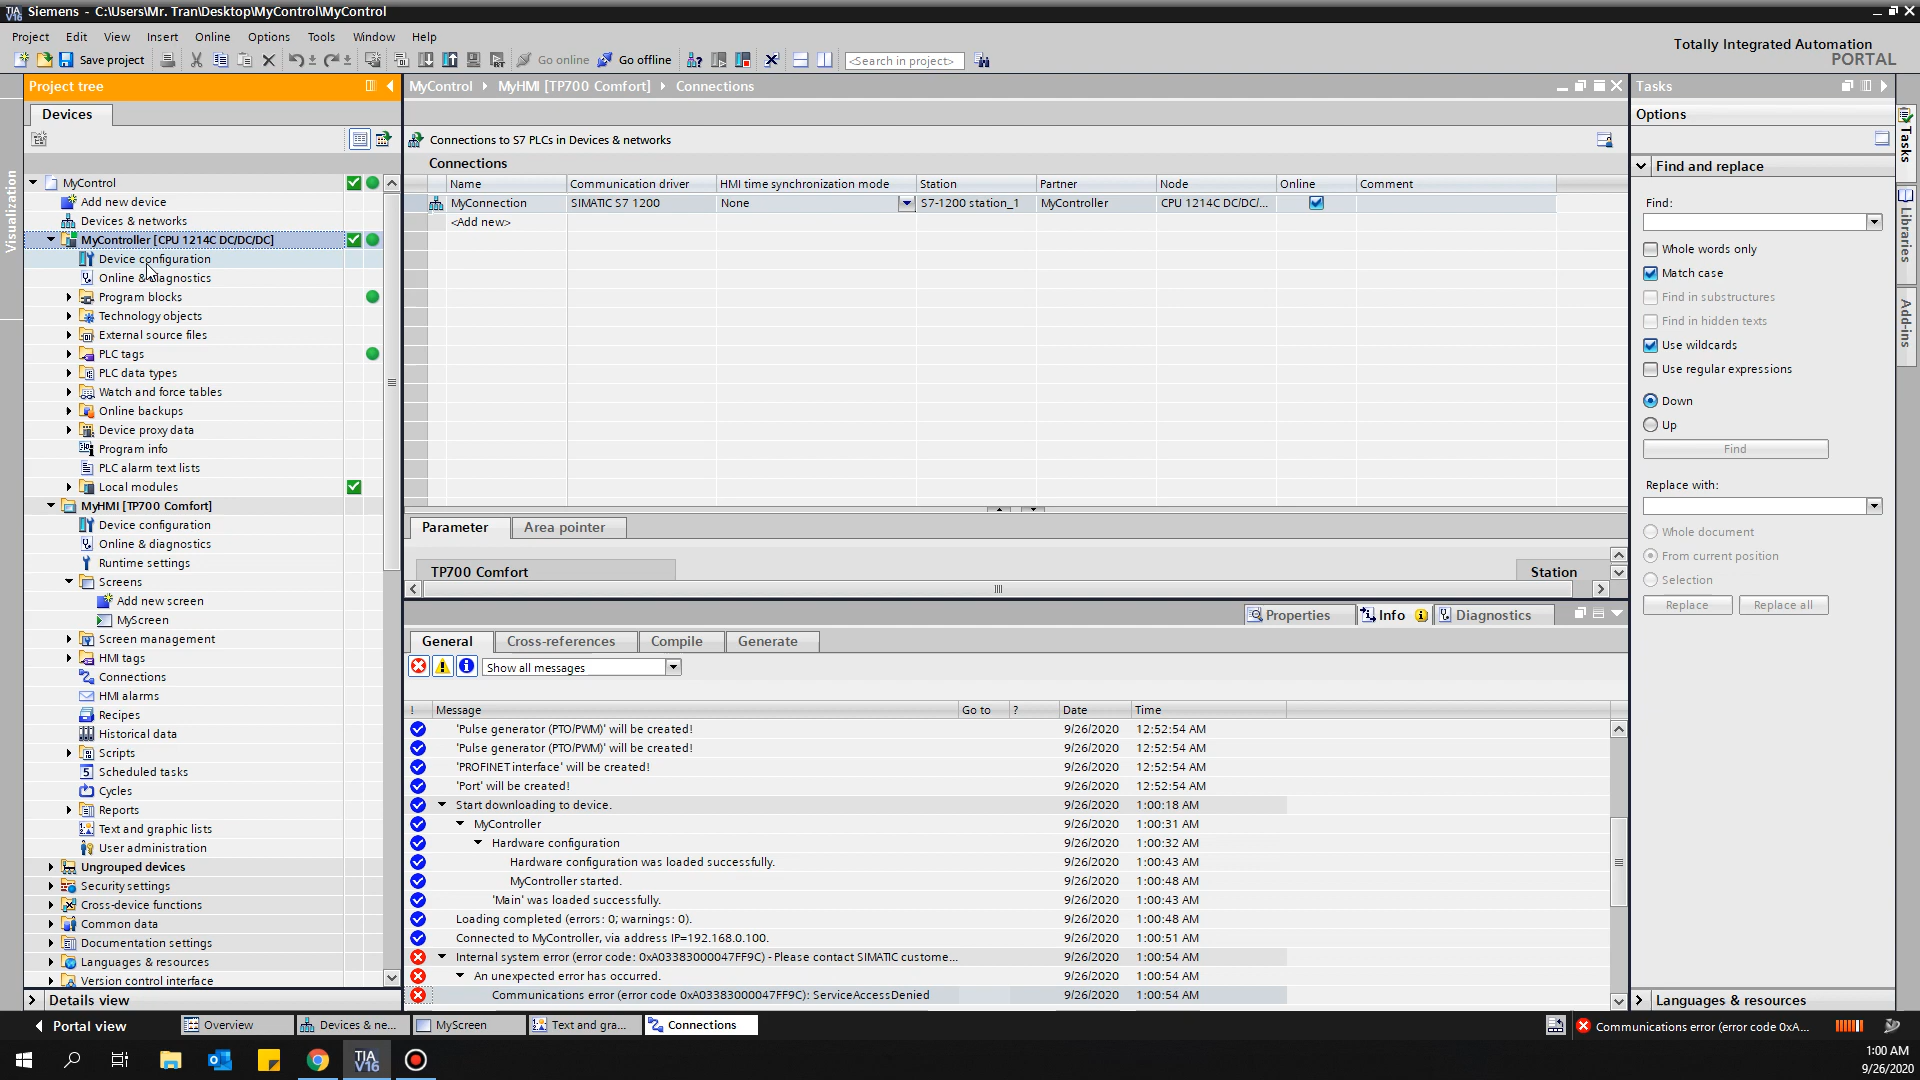 Siemens - C:\Users\Mr. Tran\Desktop\MyControl\MyControl
Project Edit View Insert Online Options Tools Window Help
Totally Integrated Automation
PORTAL
Save project
Go online
Go offline
<Search in project>
Project tree
MyControl MyHMI [TP700 Comfort] Connections
Tasks
Devices
Options
Visualization
Connections to S7 PLCs in Devices & networks
Connections
Name Communication driver HMI time synchronization mode Station Partner Node Online Comment
MyConnection SIMATIC S7 1200 None S7-1200 station_1 MyController CPU 1214C DC/DC/...
<Add new>
MyControl
Add new device
Devices & networks
MyController [CPU 1214C DC/DC/DC]
Device configuration
Online & diagnostics
Program blocks
Technology objects
External source files
PLC tags
PLC data types
Watch and force tables
Online backups
Device proxy data
Program info
PLC alarm text lists
Local modules
MyHMI [TP700 Comfort]
Device configuration
Online & diagnostics
Runtime settings
Screens
Add new screen
MyScreen
Screen management
HMI tags
Connections
HMI alarms
Recipes
Historical data
Scripts
Scheduled tasks
Cycles
Reports
Text and graphic lists
User administration
Ungrouped devices
Security settings
Cross-device functions
Common data
Documentation settings
Languages & resources
Version control interface
Details view
Parameter Area pointer
TP700 Comfort Station
Properties Info Diagnostics
General Cross-references Compile Generate
Show all messages
! Message Go to ? Date Time
'Pulse generator (PTO/PWM)' will be created! 9/26/2020 12:52:54 AM
'Pulse generator (PTO/PWM)' will be created! 9/26/2020 12:52:54 AM
'PROFINET interface' will be created! 9/26/2020 12:52:54 AM
'Port' will be created! 9/26/2020 12:52:54 AM
Start downloading to device. 9/26/2020 1:00:18 AM
MyController 9/26/2020 1:00:31 AM
Hardware configuration 9/26/2020 1:00:32 AM
Hardware configuration was loaded successfully. 9/26/2020 1:00:43 AM
MyController started. 9/26/2020 1:00:48 AM
'Main' was loaded successfully. 9/26/2020 1:00:43 AM
Loading completed (errors: 0; warnings: 0). 9/26/2020 1:00:48 AM
Connected to MyController, via address IP=192.168.0.100. 9/26/2020 1:00:51 AM
Internal system error (error code: 0xA03383000047FF9C) - Please contact SIMATIC custome... 9/26/2020 1:00:54 AM
An unexpected error has occurred. 9/26/2020 1:00:54 AM
Communications error (error code 0xA03383000047FF9C): ServiceAccessDenied 9/26/2020 1:00:54 AM
Find and replace
Find:
Whole words only
Match case
Find in substructures
Find in hidden texts
Use wildcards
Use regular expressions
Down
Up
Find
Replace with:
Whole document
From current position
Selection
Replace Replace all
Languages & resources
Tasks
Libraries
Add-ins
Portal view
Overview
Devices & ne...
MyScreen
Text and gra...
Connections
Communications error (error code 0xA...
TIA V16
1:00 AM
9/26/2020